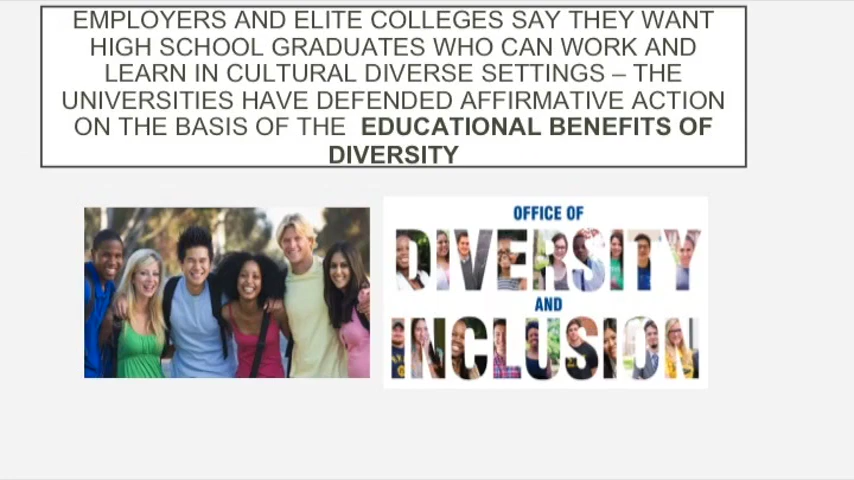 EMPLOYERS AND ELITE COLLEGES SAY THEY WANT
HIGH SCHOOL GRADUATES WHO CAN WORK AND
LEARN IN CULTURAL DIVERSE SETTINGS – THE
UNIVERSITIES HAVE DEFENDED AFFIRMATIVE ACTION
ON THE BASIS OF THE EDUCATIONAL BENEFITS OF
DIVERSITY
OFFICE OF
DIVERSITY
AND
INCLUSION